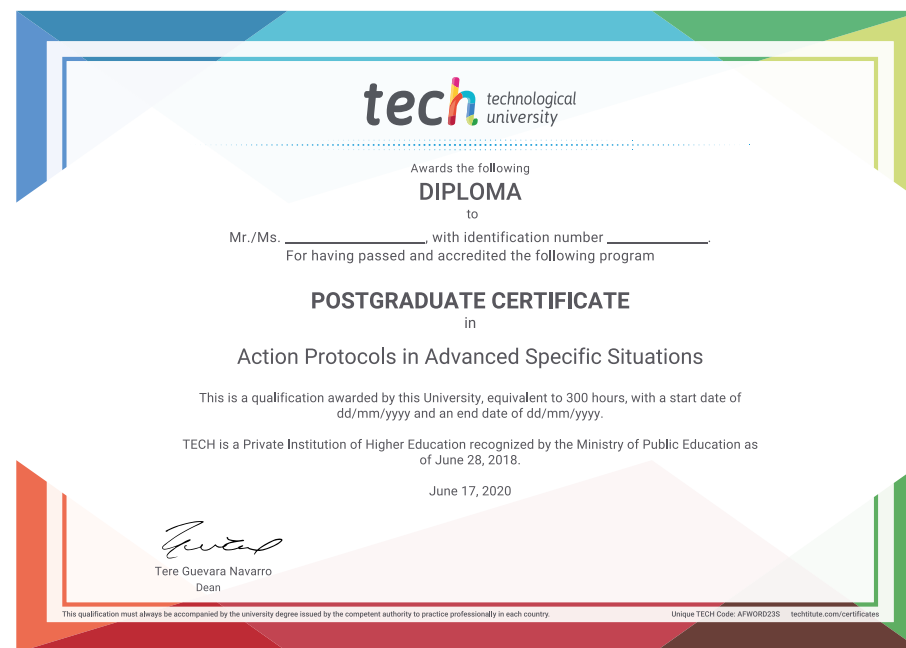 tech technological
university
Awards the following
DIPLOMA
to
Mr./Ms. ____________________, with identification number ______________.
For having passed and accredited the following program
POSTGRADUATE CERTIFICATE
in
Action Protocols in Advanced Specific Situations
This is a qualification awarded by this University, equivalent to 300 hours, with a start date of
dd/mm/yyyy and an end date of dd/mm/yyyy.
TECH is a Private Institution of Higher Education recognized by the Ministry of Public Education as
of June 28, 2018.
June 17, 2020
Tere Guevara Navarro
Dean
This qualification must always be accompanied by the university degree issued by the competent authority to practice professionally in each country.
Unique TECH Code: AFWORD23S techtitute.com/certificates